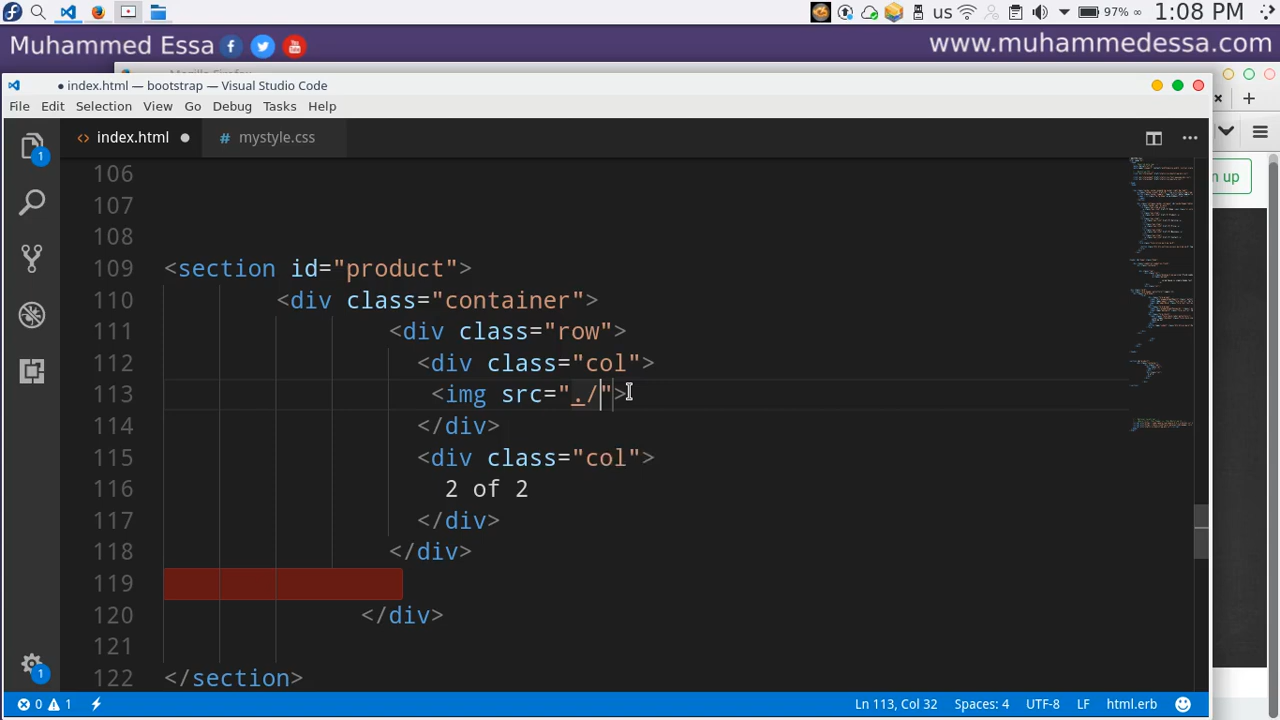 us 97% ∞ 1:08 PM
Muhammed Essa www.muhammedessa.com
● index.html — bootstrap — Visual Studio Code
File Edit Selection View Go Debug Tasks Help
<> index.html ● # mystyle.css
up
1
106
107
108
109 <section id="product">
110 <div class="container">
111 <div class="row">
112 <div class="col">
113 <img src="./">
114 </div>
115 <div class="col">
116 2 of 2
117 </div>
118 </div>
119
120 </div>
121
122 </section>
1
0 1 Ln 113, Col 32 Spaces: 4 UTF-8 LF html.erb